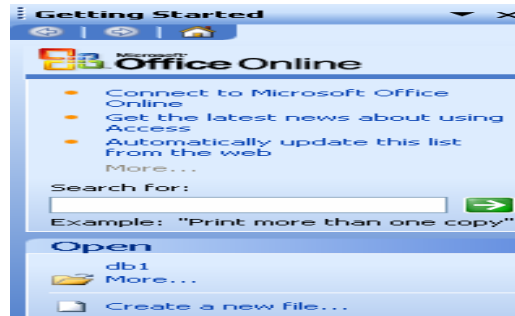 Getting Started
Microsoft
Office Online
Connect to Microsoft Office
Online
Get the latest news about using
Access
Automatically update this list
from the web
More...
Search for:
Example: "Print more than one copy"
Open
db1
More...
Create a new file...